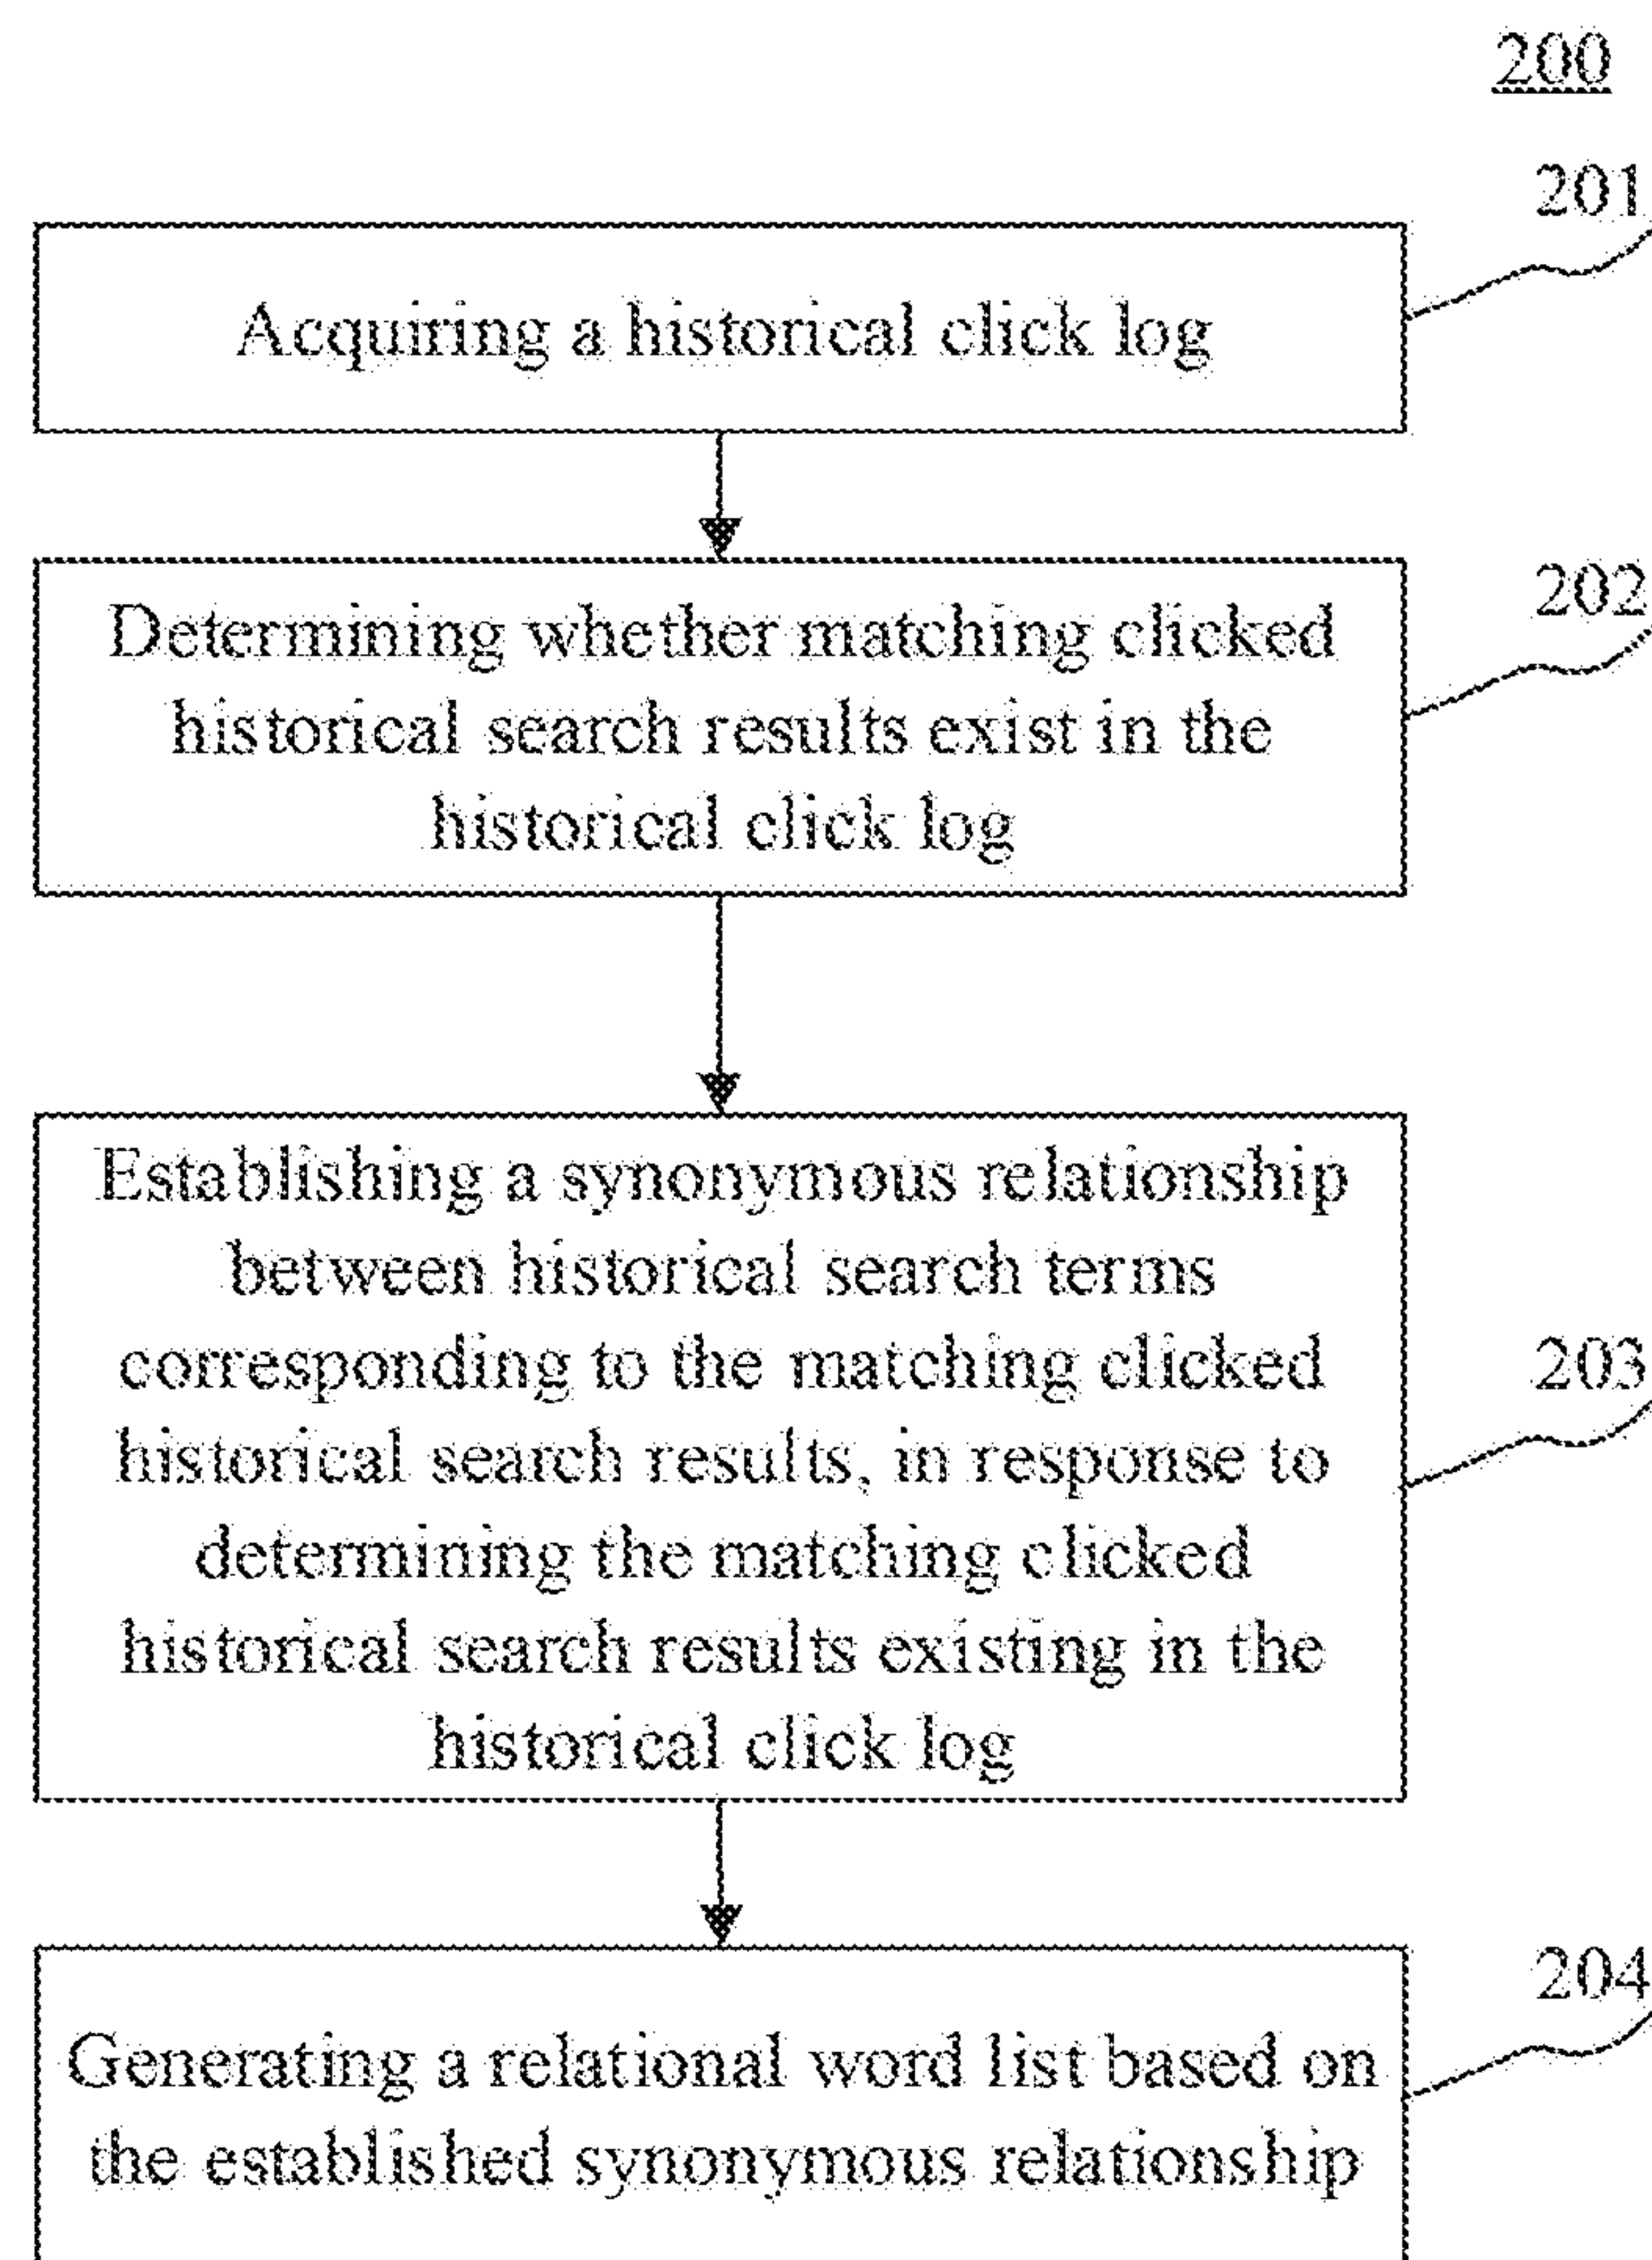 200
201
Acquiring a historical click log
202
Determining whether matching clicked
historical search results exist in the
historical click log
Establishing a synonymous relationship
between historical search terms
corresponding to the matching clicked
203
historical search results, in response to
determining the matching clicked
historical search results existing in the
historical click log
204
Generating a relational word list based on
the established synonymous relationship